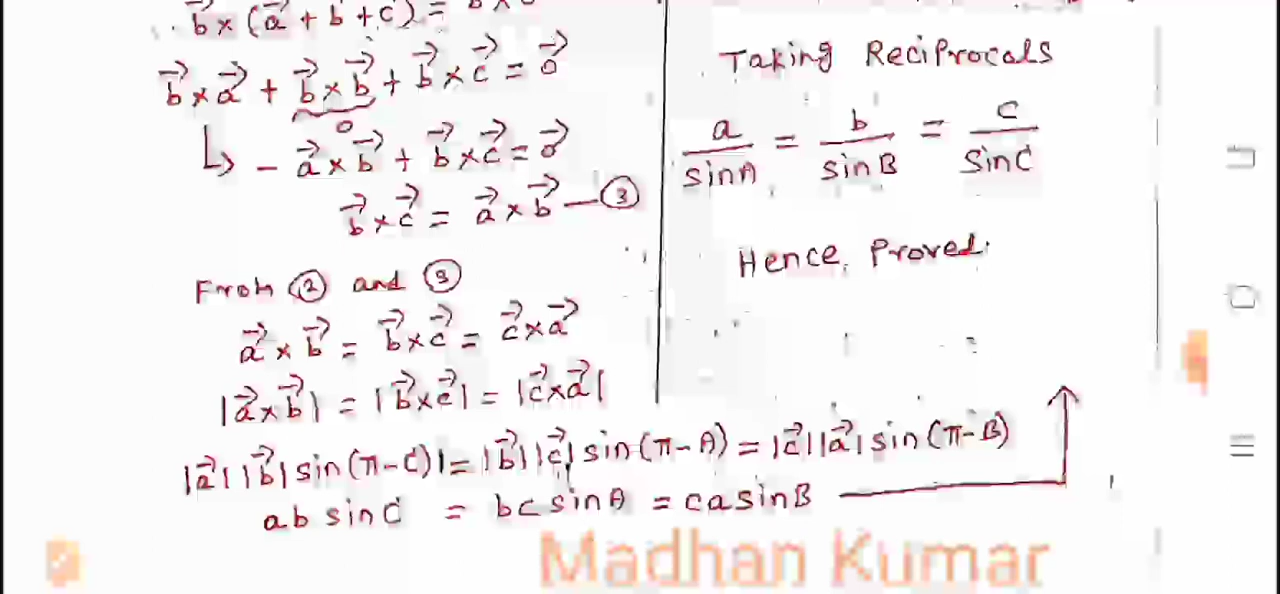 b⃗ × (a⃗ + b⃗ + c⃗) =
b⃗ × a⃗ + b⃗ × b⃗ + b⃗ × c⃗ = 0⃗
0
↳ - a⃗ × b⃗ + b⃗ × c⃗ = 0⃗
b⃗ × c⃗ = a⃗ × b⃗ — ③
From ② and ③
a⃗ × b⃗ = b⃗ × c⃗ = c⃗ × a⃗
|a⃗ × b⃗| = |b⃗ × c⃗| = |c⃗ × a⃗|
|a⃗||b⃗| sin(π-C)| = |b⃗||c⃗| sin(π-A) = |c⃗||a⃗| sin(π-B)
ab sinC = bc sinA = ca sinB
Taking Reciprocals
a/sinA = b/sinB = c/sinC
Hence, Proved.
Madhan Kumar